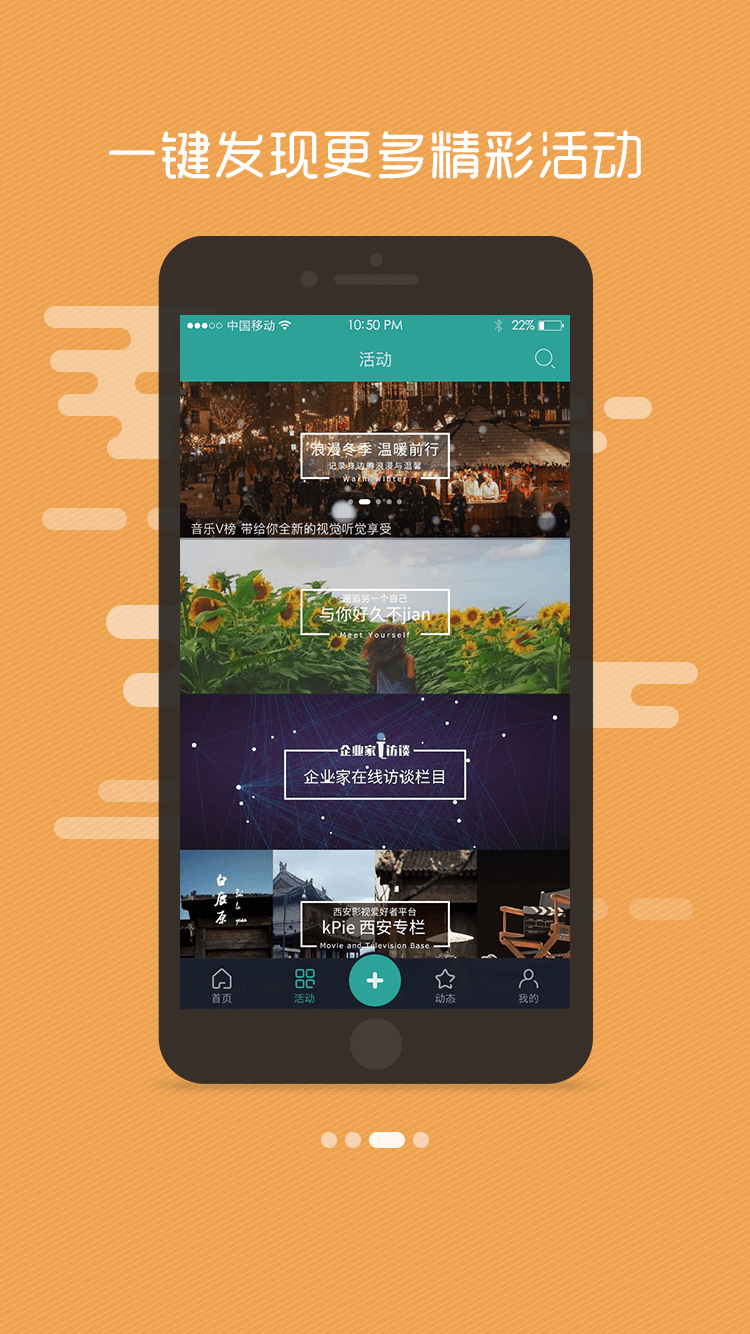 一键发现更多精彩活动
中国移动 10:50 PM 22%
活动
浪漫冬季 温暖前行
记录身边的浪漫与温馨
Warm winter
音乐V榜 带给你全新的视觉听觉享受
邂逅另一个自己
与你好久不jian
Meet Yourself
企业家访谈
企业家在线访谈栏目
白鹿原
西安影视爱好者平台
kPie 西安专栏
Movie and Television Base
首页 活动 动态 我的